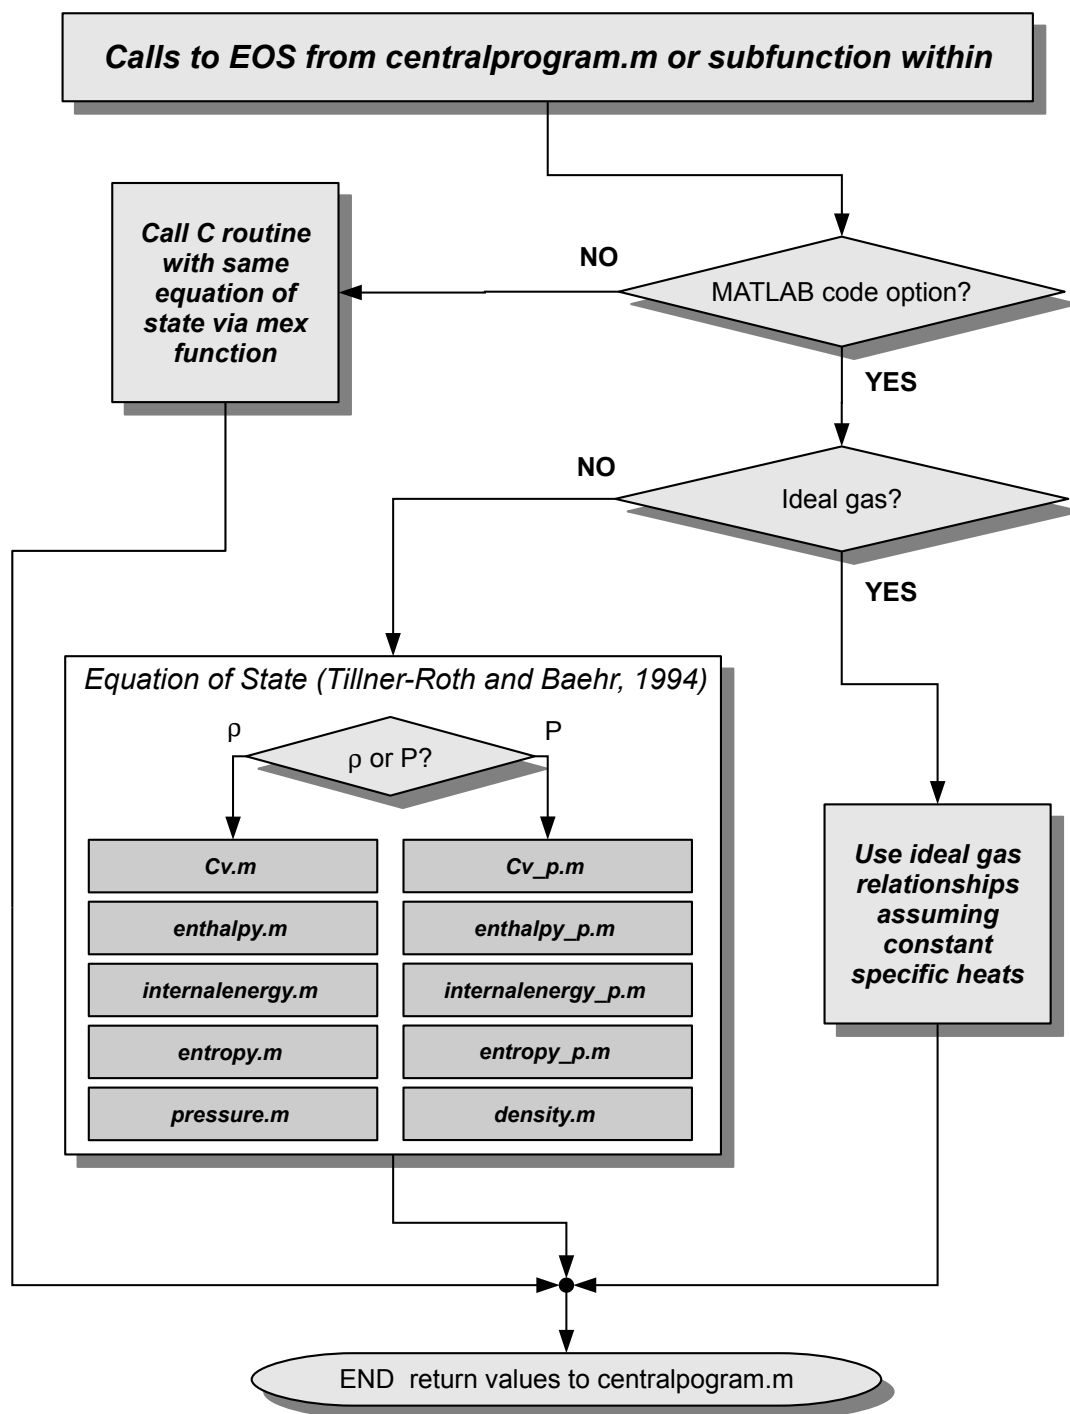 Calls to EOS from centralprogram.m or subfunction within
Call C routine
with same
equation of
state via mex
function
NO
MATLAB code option?
YES
NO
Ideal gas?
YES
Equation of State (Tillner-Roth and Baehr, 1994)
ρ
P
ρ or P?
Cv.m
Cv_p.m
enthalpy.m
enthalpy_p.m
internalenergy.m
internalenergy_p.m
entropy.m
entropy_p.m
pressure.m
density.m
Use ideal gas
relationships
assuming
constant
specific heats
END return values to centralpogram.m